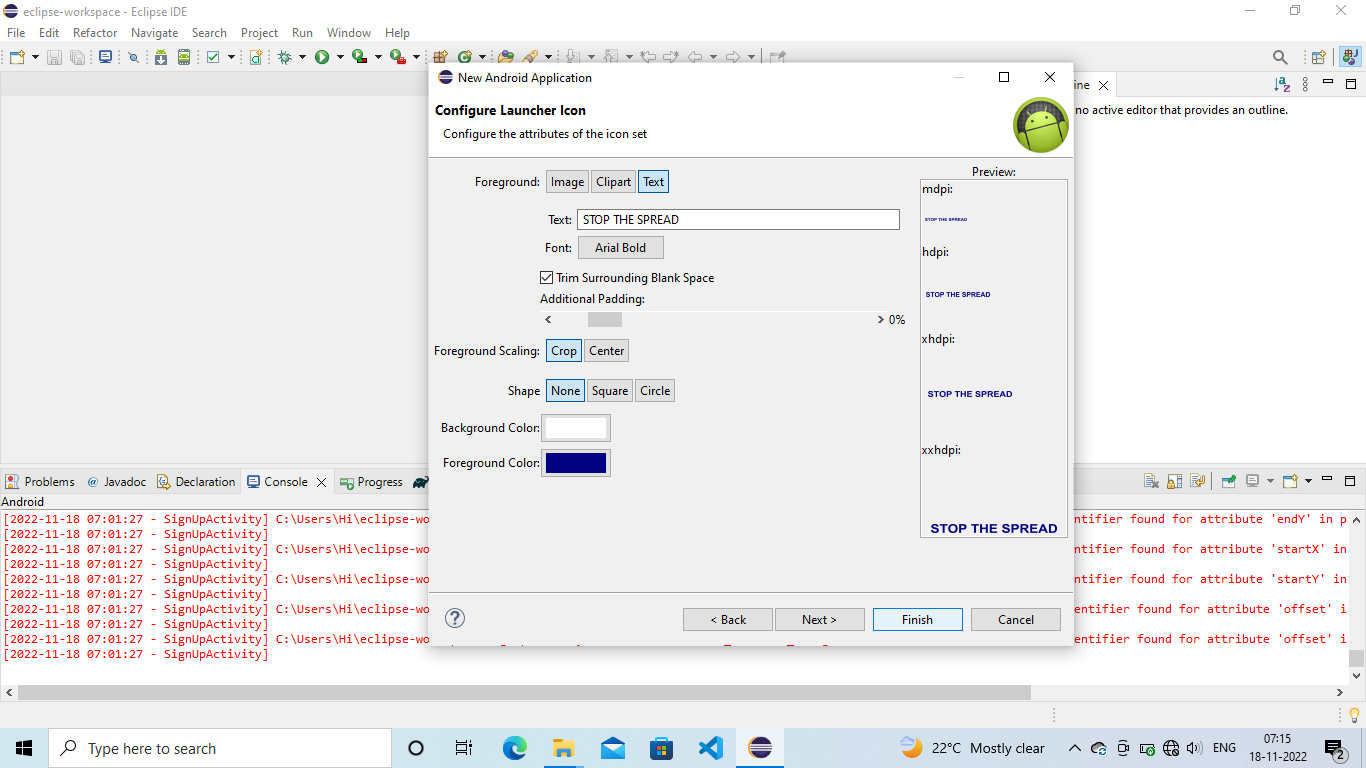 eclipse-workspace - Eclipse IDE
File Edit Refactor Navigate Search Project Run Window Help
New Android Application
Configure Launcher Icon
Configure the attributes of the icon set
no active editor that provides an outline.
Foreground: Image Clipart Text
Text: STOP THE SPREAD
Font: Arial Bold
Trim Surrounding Blank Space
Additional Padding:
0%
Foreground Scaling: Crop Center
Shape None Square Circle
Background Color:
Foreground Color:
Preview:
mdpi:
STOP THE SPREAD
hdpi:
STOP THE SPREAD
xhdpi:
STOP THE SPREAD
xxhdpi:
STOP THE SPREAD
< Back Next > Finish Cancel
Problems @ Javadoc Declaration Console Progress
Android
[2022-11-18 07:01:27 - SignUpActivity] C:\Users\Hi\eclipse-wo ntifier found for attribute 'endY' in p
[2022-11-18 07:01:27 - SignUpActivity]
[2022-11-18 07:01:27 - SignUpActivity] C:\Users\Hi\eclipse-wo ntifier found for attribute 'startX' in
[2022-11-18 07:01:27 - SignUpActivity]
[2022-11-18 07:01:27 - SignUpActivity] C:\Users\Hi\eclipse-wo ntifier found for attribute 'startY' in
[2022-11-18 07:01:27 - SignUpActivity]
[2022-11-18 07:01:27 - SignUpActivity] C:\Users\Hi\eclipse-wo entifier found for attribute 'offset' i
[2022-11-18 07:01:27 - SignUpActivity]
[2022-11-18 07:01:27 - SignUpActivity] C:\Users\Hi\eclipse-wo entifier found for attribute 'offset' i
[2022-11-18 07:01:27 - SignUpActivity]
Type here to search
22°C Mostly clear
ENG
07:15
18-11-2022
2